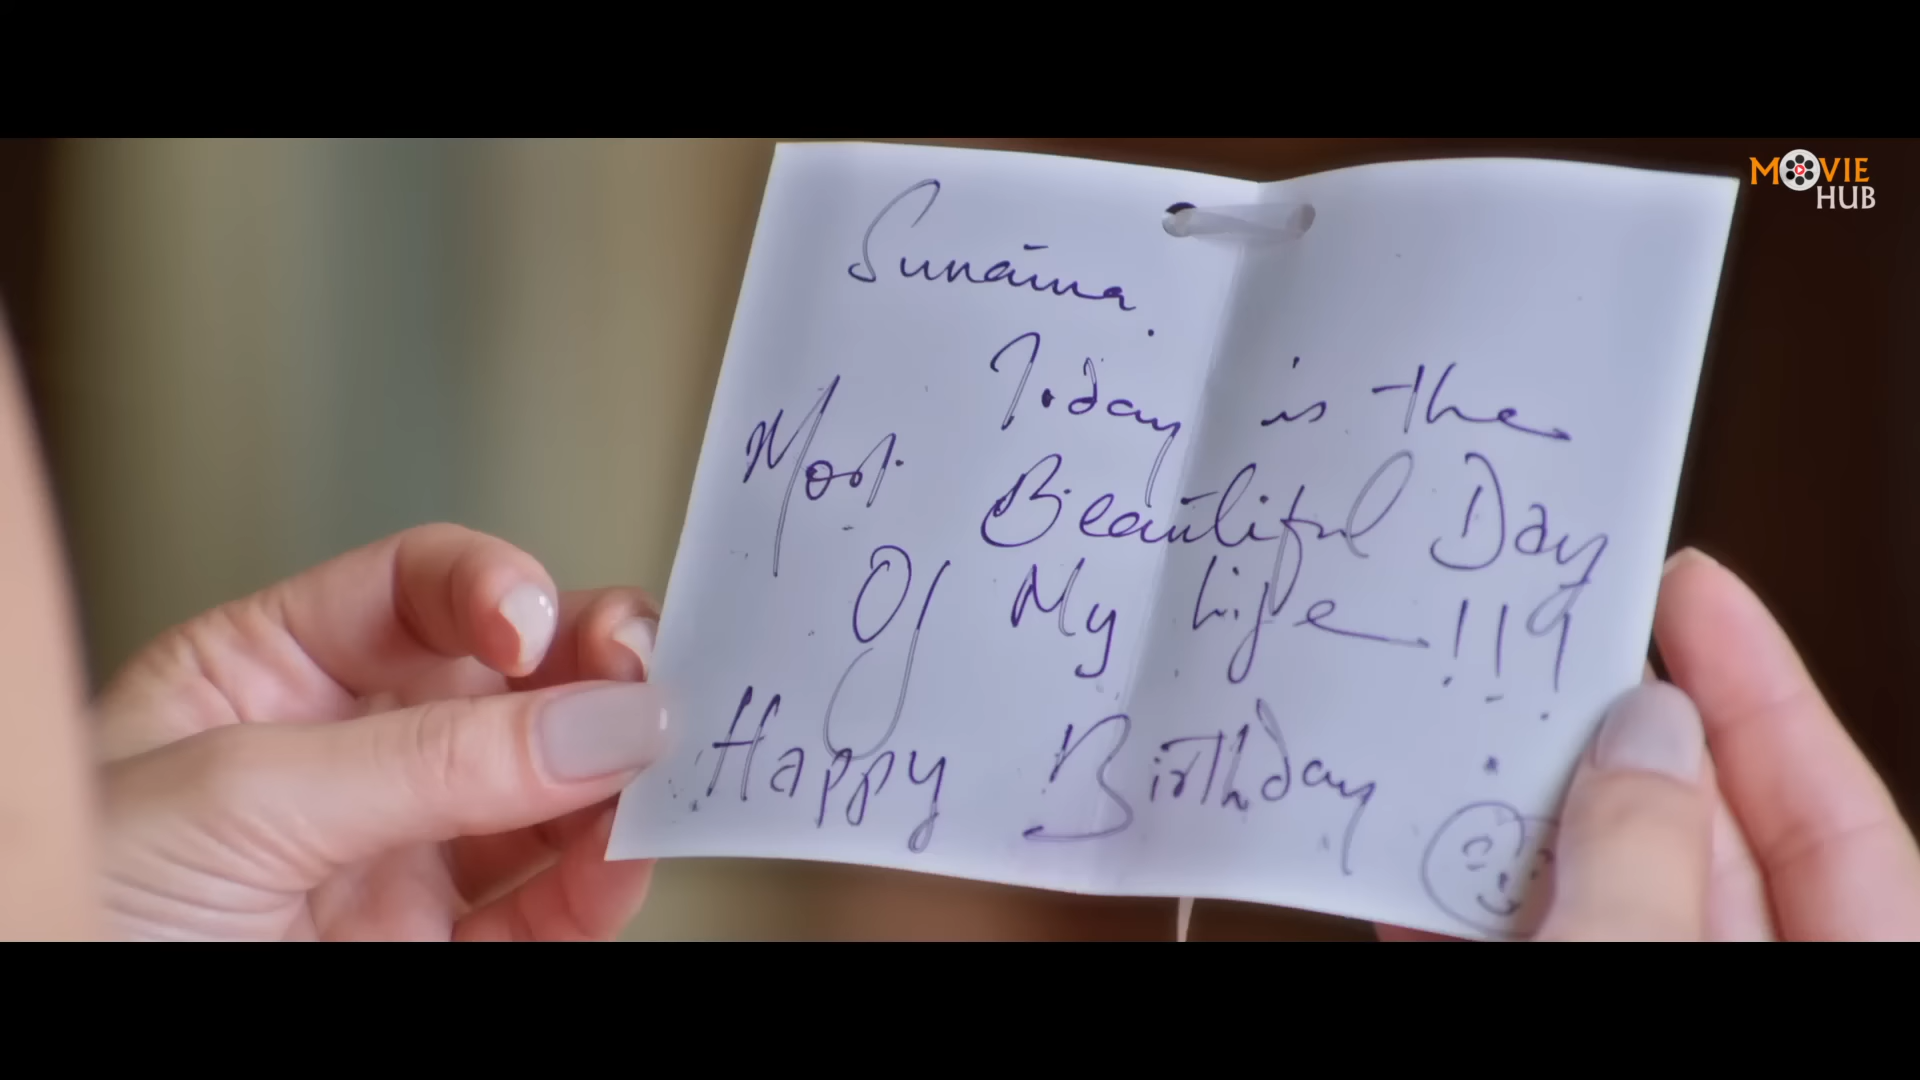 Sunaina.
Today is the
Most Beautiful Day
Of My Life!!!
Happy Birthday
MOVIE
HUB